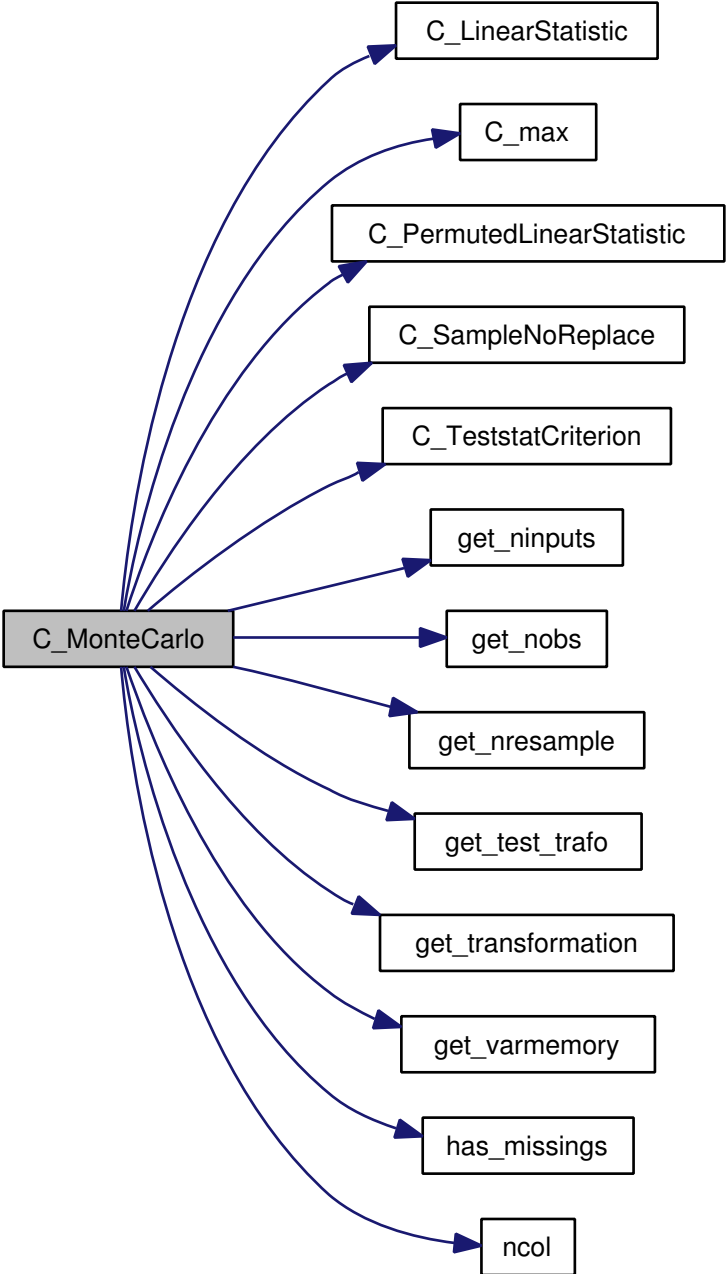 C_LinearStatistic
C_max
C_PermutedLinearStatistic
C_SampleNoReplace
C_TeststatCriterion
get_ninputs
C_MonteCarlo
get_nobs
get_nresample
get_test_trafo
get_transformation
get_varmemory
has_missings
ncol